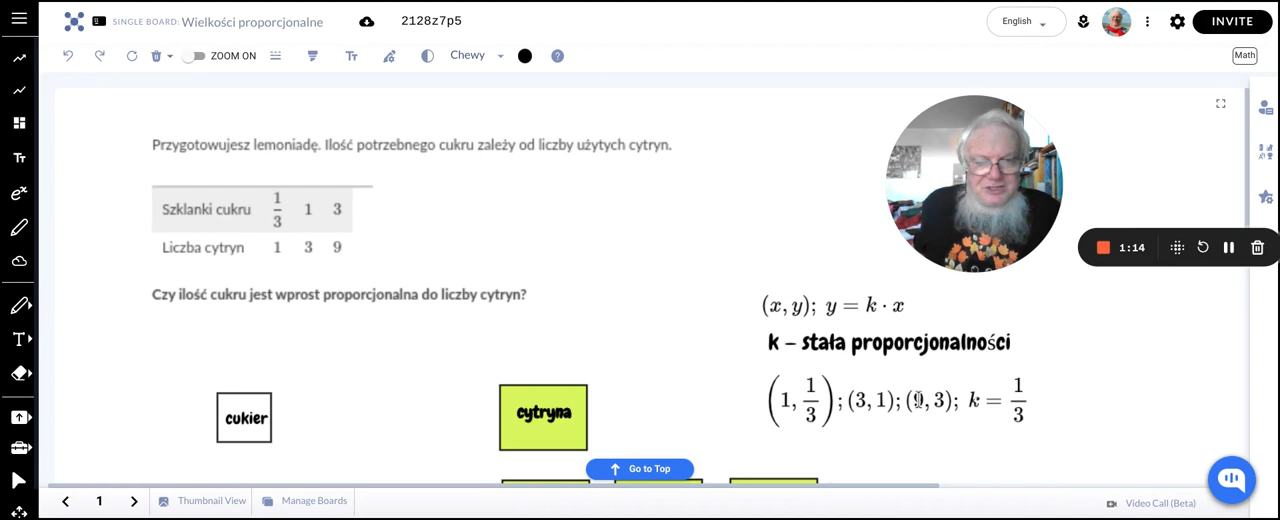 SINGLE BOARD: Wielkości proporcjonalne
2128z7p5
English
INVITE
ZOOM ON
Tт
Chewy
Math
Przygotowujesz lemoniadę. Ilość potrzebnego cukru zależy od liczby użytych cytryn.
Szklanki cukru 1/3 1 3
Liczba cytryn 1 3 9
Czy ilość cukru jest wprost proporcjonalna do liczby cytryn?
1:14
(x, y); y = k · x
k – stała proporcjonalności
(1, 1/3); (3, 1); (9, 3); k = 1/3
cukier
cytryna
Go to Top
1
Thumbnail View
Manage Boards
Video Call (Beta)